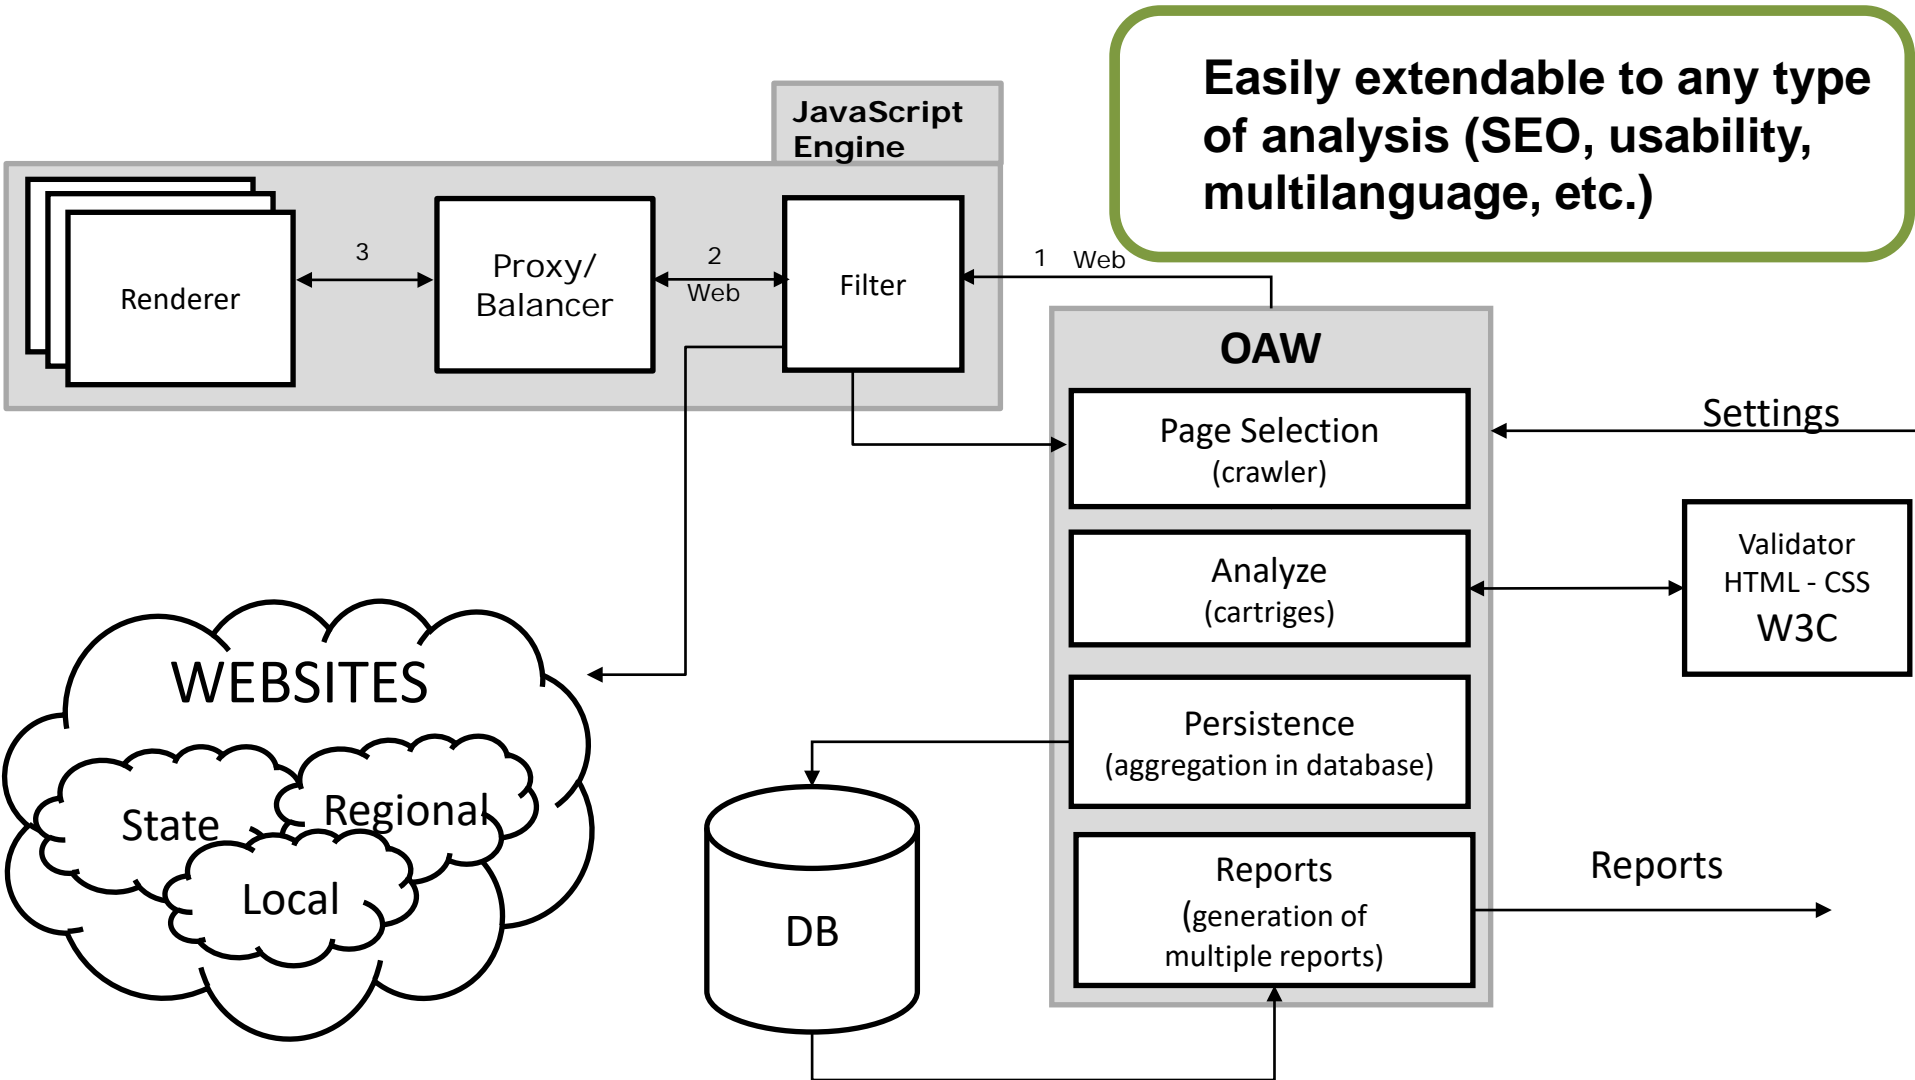 Easily extendable to any type
of analysis (SEO, usability,
multilanguage, etc.)
JavaScript
Engine
Renderer
3
Proxy/
Balancer
2
Web
Filter
1 Web
OAW
Page Selection
(crawler)
Settings
Analyze
(cartriges)
Validator
HTML - CSS
W3C
Persistence
(aggregation in database)
Reports
(generation of
multiple reports)
Reports
WEBSITES
State
Regional
Local
DB